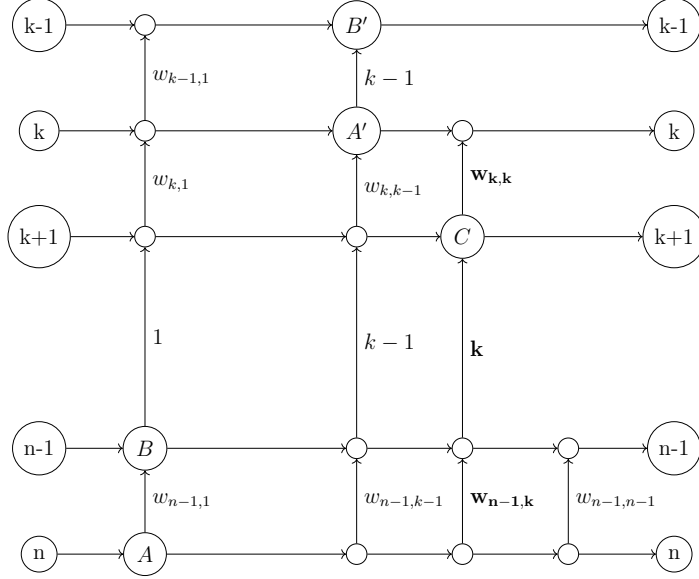 k-1 B′ k-1
w_{k-1,1} k − 1
k A′ k
w_{k,1} w_{k,k-1} w_{k,k}
k+1 C k+1
1 k − 1 k
n-1 B n-1
w_{n-1,1} w_{n-1,k-1} w_{n-1,k} w_{n-1,n-1}
n A n